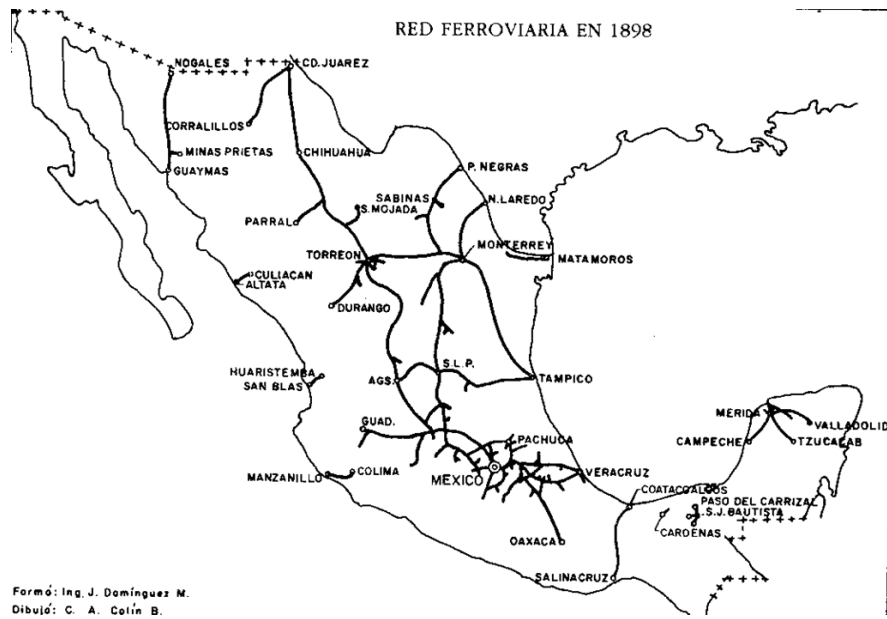 RED FERROVIARIA EN 1898
NOGALES
CD. JUAREZ
CORRALILLOS
MINAS PRIETAS
GUAYMAS
CHIHUAHUA
P. NEGRAS
SABINAS
S. MOJADA
N. LAREDO
PARRAL
TORREON
MONTERREY
MATAMOROS
CULIACAN
ALTATA
DURANGO
HUARISTEMBA
SAN BLAS
AGS.
S.L.P.
TAMPICO
GUAD.
PACHUCA
MERIDA
VALLADOLID
CAMPECHE
TZUCACAB
MANZANILLO
COLIMA
MEXICO
VERACRUZ
COATACOALCOS
PASO DEL CARRIZAL
S.J. BAUTISTA
CARDENAS
OAXACA
SALINACRUZ
Formó: Ing. J. Domínguez M.
Dibujó: C. A. Colín B.